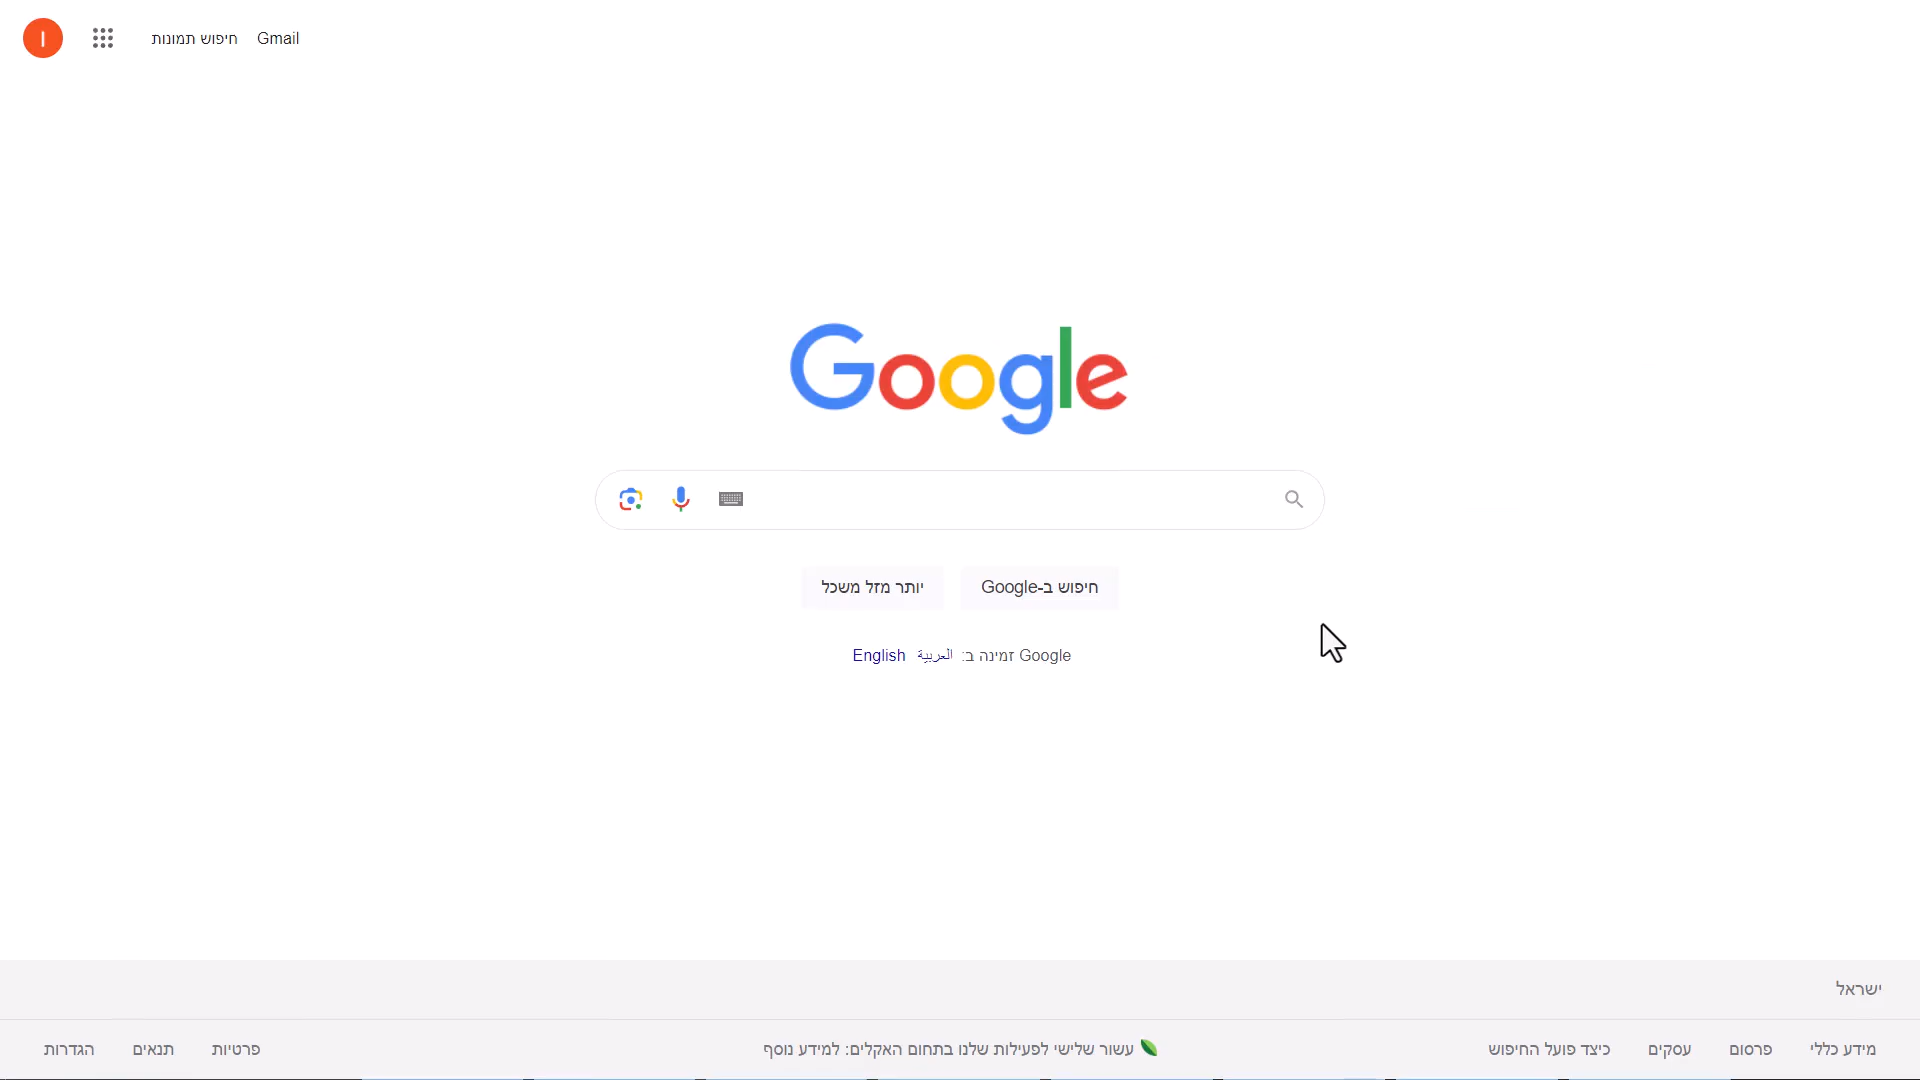 Gmail חיפוש תמונות I
Google
חיפוש ב-Google יותר מזל משכל
Google זמינה ב: العربية English
ישראל
מידע כללי פרסום עסקים כיצד פועל החיפוש עשור שלישי לפעילות שלנו בתחום האקלים: למידע נוסף פרטיות תנאים הגדרות